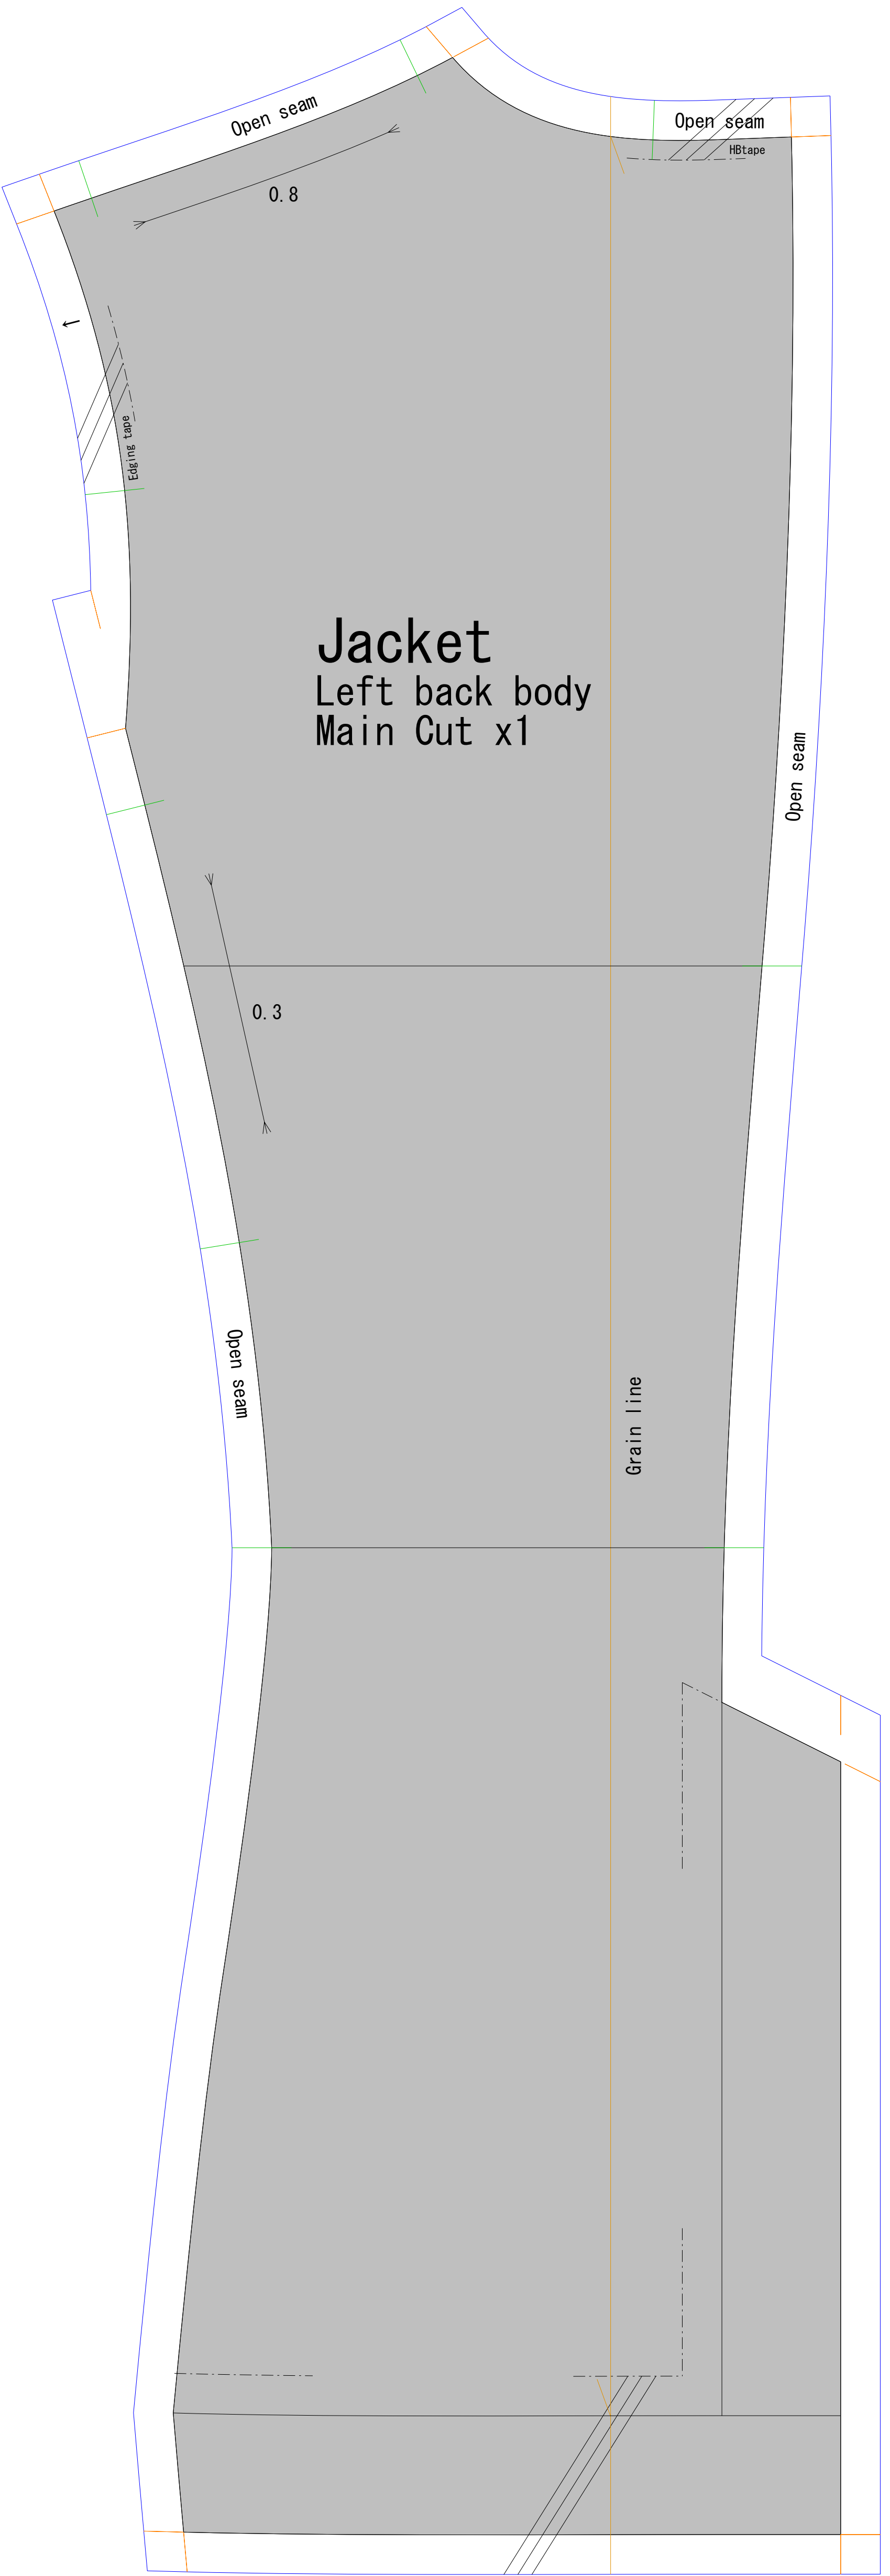 Open seam
Open seam
HBtape
0.8
↓
Edging tape
Jacket
Left back body
Main Cut x1
Open seam
0.3
Open seam
Grain line